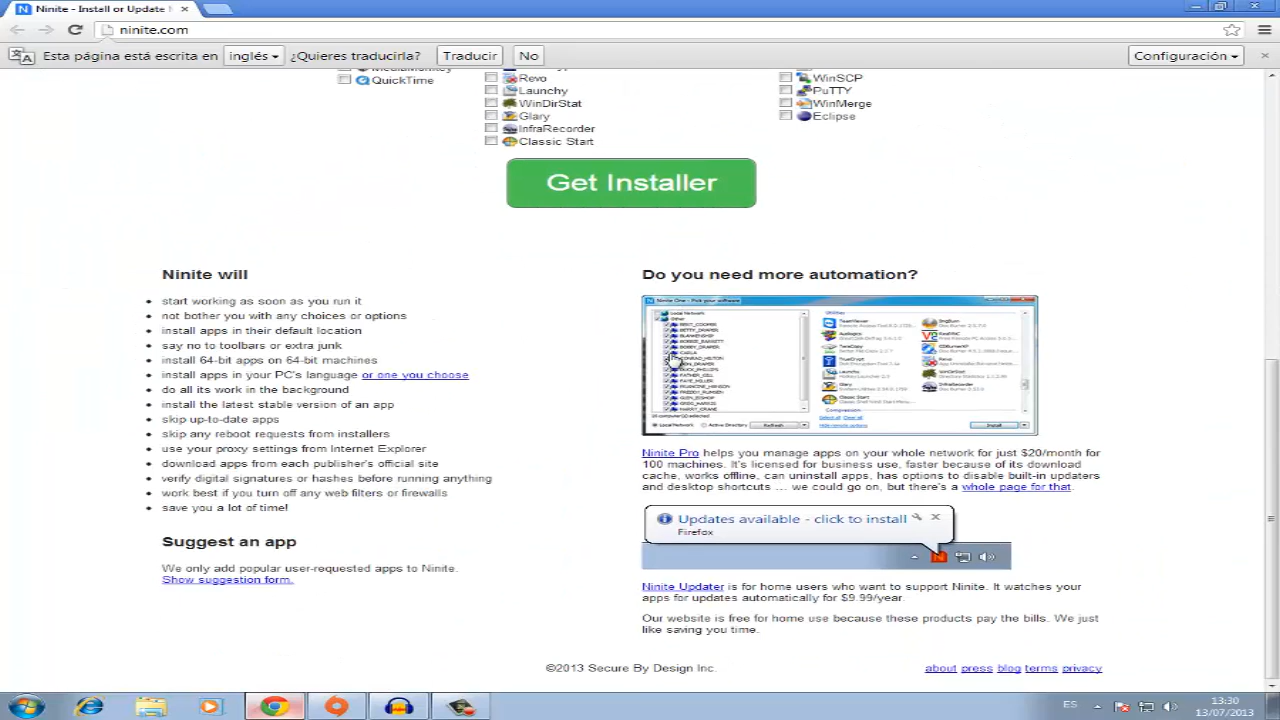 Ninite - Install or Update
ninite.com
Esta página está escrita en inglés ¿Quieres traducirla? Traducir No Configuración
QuickTime
Revo
Launchy
WinDirStat
Glary
InfraRecorder
Classic Start
WinSCP
PuTTY
WinMerge
Eclipse
Get Installer
Ninite will
start working as soon as you run it
not bother you with any choices or options
install apps in their default location
say no to toolbars or extra junk
install 64-bit apps on 64-bit machines
install apps in your PC's language or one you choose
do all its work in the background
install the latest stable version of an app
skip up-to-date apps
skip any reboot requests from installers
use your proxy settings from Internet Explorer
download apps from each publisher's official site
verify digital signatures or hashes before running anything
work best if you turn off any web filters or firewalls
save you a lot of time!
Suggest an app
We only add popular user-requested apps to Ninite.
Show suggestion form.
Do you need more automation?
Ninite One - Pick your software
Ninite Pro helps you manage apps on your whole network for just $20/month for
100 machines. It's licensed for business use, faster because of its download
cache, works offline, can uninstall apps, has options to disable built-in updaters
and desktop shortcuts ... we could go on, but there's a whole page for that.
Updates available - click to install
Firefox
Ninite Updater is for home users who want to support Ninite. It watches your
apps for updates automatically for $9.99/year.
Our website is free for home use because these products pay the bills. We just
like saving you time.
©2013 Secure By Design Inc.
about press blog terms privacy
ES
13:30
13/07/2013